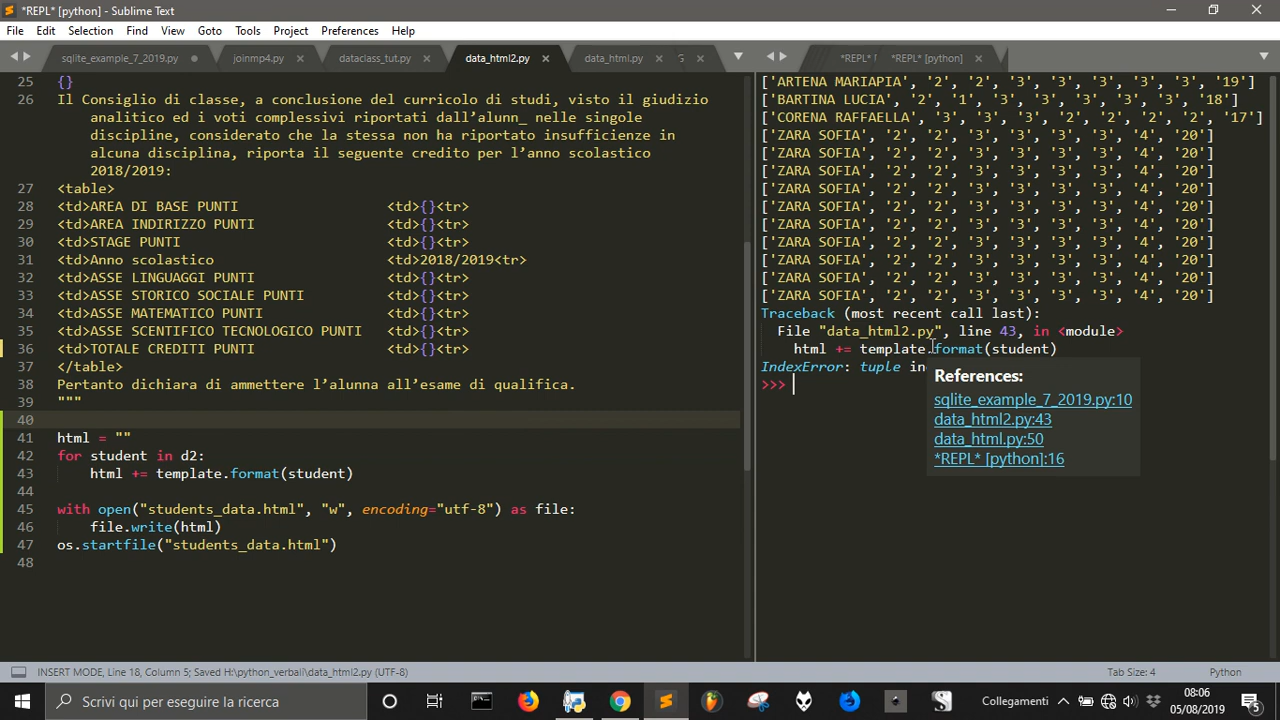 *REPL* [python] - Sublime Text
File Edit Selection Find View Goto Tools Project Preferences Help
sqlite_example_7_2019.py joinmp4.py dataclass_tut.py data_html2.py data_html.py
25 {}
26 Il Consiglio di classe, a conclusione del curricolo di studi, visto il giudizio
analitico ed i voti complessivi riportati dall’alunn_ nelle singole
discipline, considerato che la stessa non ha riportato insufficienze in
alcuna disciplina, riporta il seguente credito per l’anno scolastico
2018/2019:
27 <table>
28 <td>AREA DI BASE PUNTI <td>{}<tr>
29 <td>AREA INDIRIZZO PUNTI <td>{}<tr>
30 <td>STAGE PUNTI <td>{}<tr>
31 <td>Anno scolastico <td>2018/2019<tr>
32 <td>ASSE LINGUAGGI PUNTI <td>{}<tr>
33 <td>ASSE STORICO SOCIALE PUNTI <td>{}<tr>
34 <td>ASSE MATEMATICO PUNTI <td>{}<tr>
35 <td>ASSE SCENTIFICO TECNOLOGICO PUNTI <td>{}<tr>
36 <td>TOTALE CREDITI PUNTI <td>{}<tr>
37 </table>
38 Pertanto dichiara di ammettere l’alunna all’esame di qualifica.
39 """
40
41 html = ""
42 for student in d2:
43 html += template.format(student)
44
45 with open("students_data.html", "w", encoding="utf-8") as file:
46 file.write(html)
47 os.startfile("students_data.html")
48
*REPL* *REPL* [python]
['ARTENA MARIAPIA', '2', '2', '3', '3', '3', '3', '3', '19']
['BARTINA LUCIA', '2', '1', '3', '3', '3', '3', '3', '18']
['CORENA RAFFAELLA', '3', '3', '3', '2', '2', '2', '2', '17']
['ZARA SOFIA', '2', '2', '3', '3', '3', '3', '4', '20']
['ZARA SOFIA', '2', '2', '3', '3', '3', '3', '4', '20']
['ZARA SOFIA', '2', '2', '3', '3', '3', '3', '4', '20']
['ZARA SOFIA', '2', '2', '3', '3', '3', '3', '4', '20']
['ZARA SOFIA', '2', '2', '3', '3', '3', '3', '4', '20']
['ZARA SOFIA', '2', '2', '3', '3', '3', '3', '4', '20']
['ZARA SOFIA', '2', '2', '3', '3', '3', '3', '4', '20']
['ZARA SOFIA', '2', '2', '3', '3', '3', '3', '4', '20']
['ZARA SOFIA', '2', '2', '3', '3', '3', '3', '4', '20']
['ZARA SOFIA', '2', '2', '3', '3', '3', '3', '4', '20']
Traceback (most recent call last):
File "data_html2.py", line 43, in <module>
html += template.format(student)
IndexError: tuple in
>>>
References:
sqlite_example_7_2019.py:10
data_html2.py:43
data_html.py:50
*REPL* [python]:16
INSERT MODE, Line 18, Column 5; Saved H:\python_verbali\data_html2.py (UTF-8) Tab Size: 4 Python
Scrivi qui per eseguire la ricerca Collegamenti 08:06
05/08/2019 5